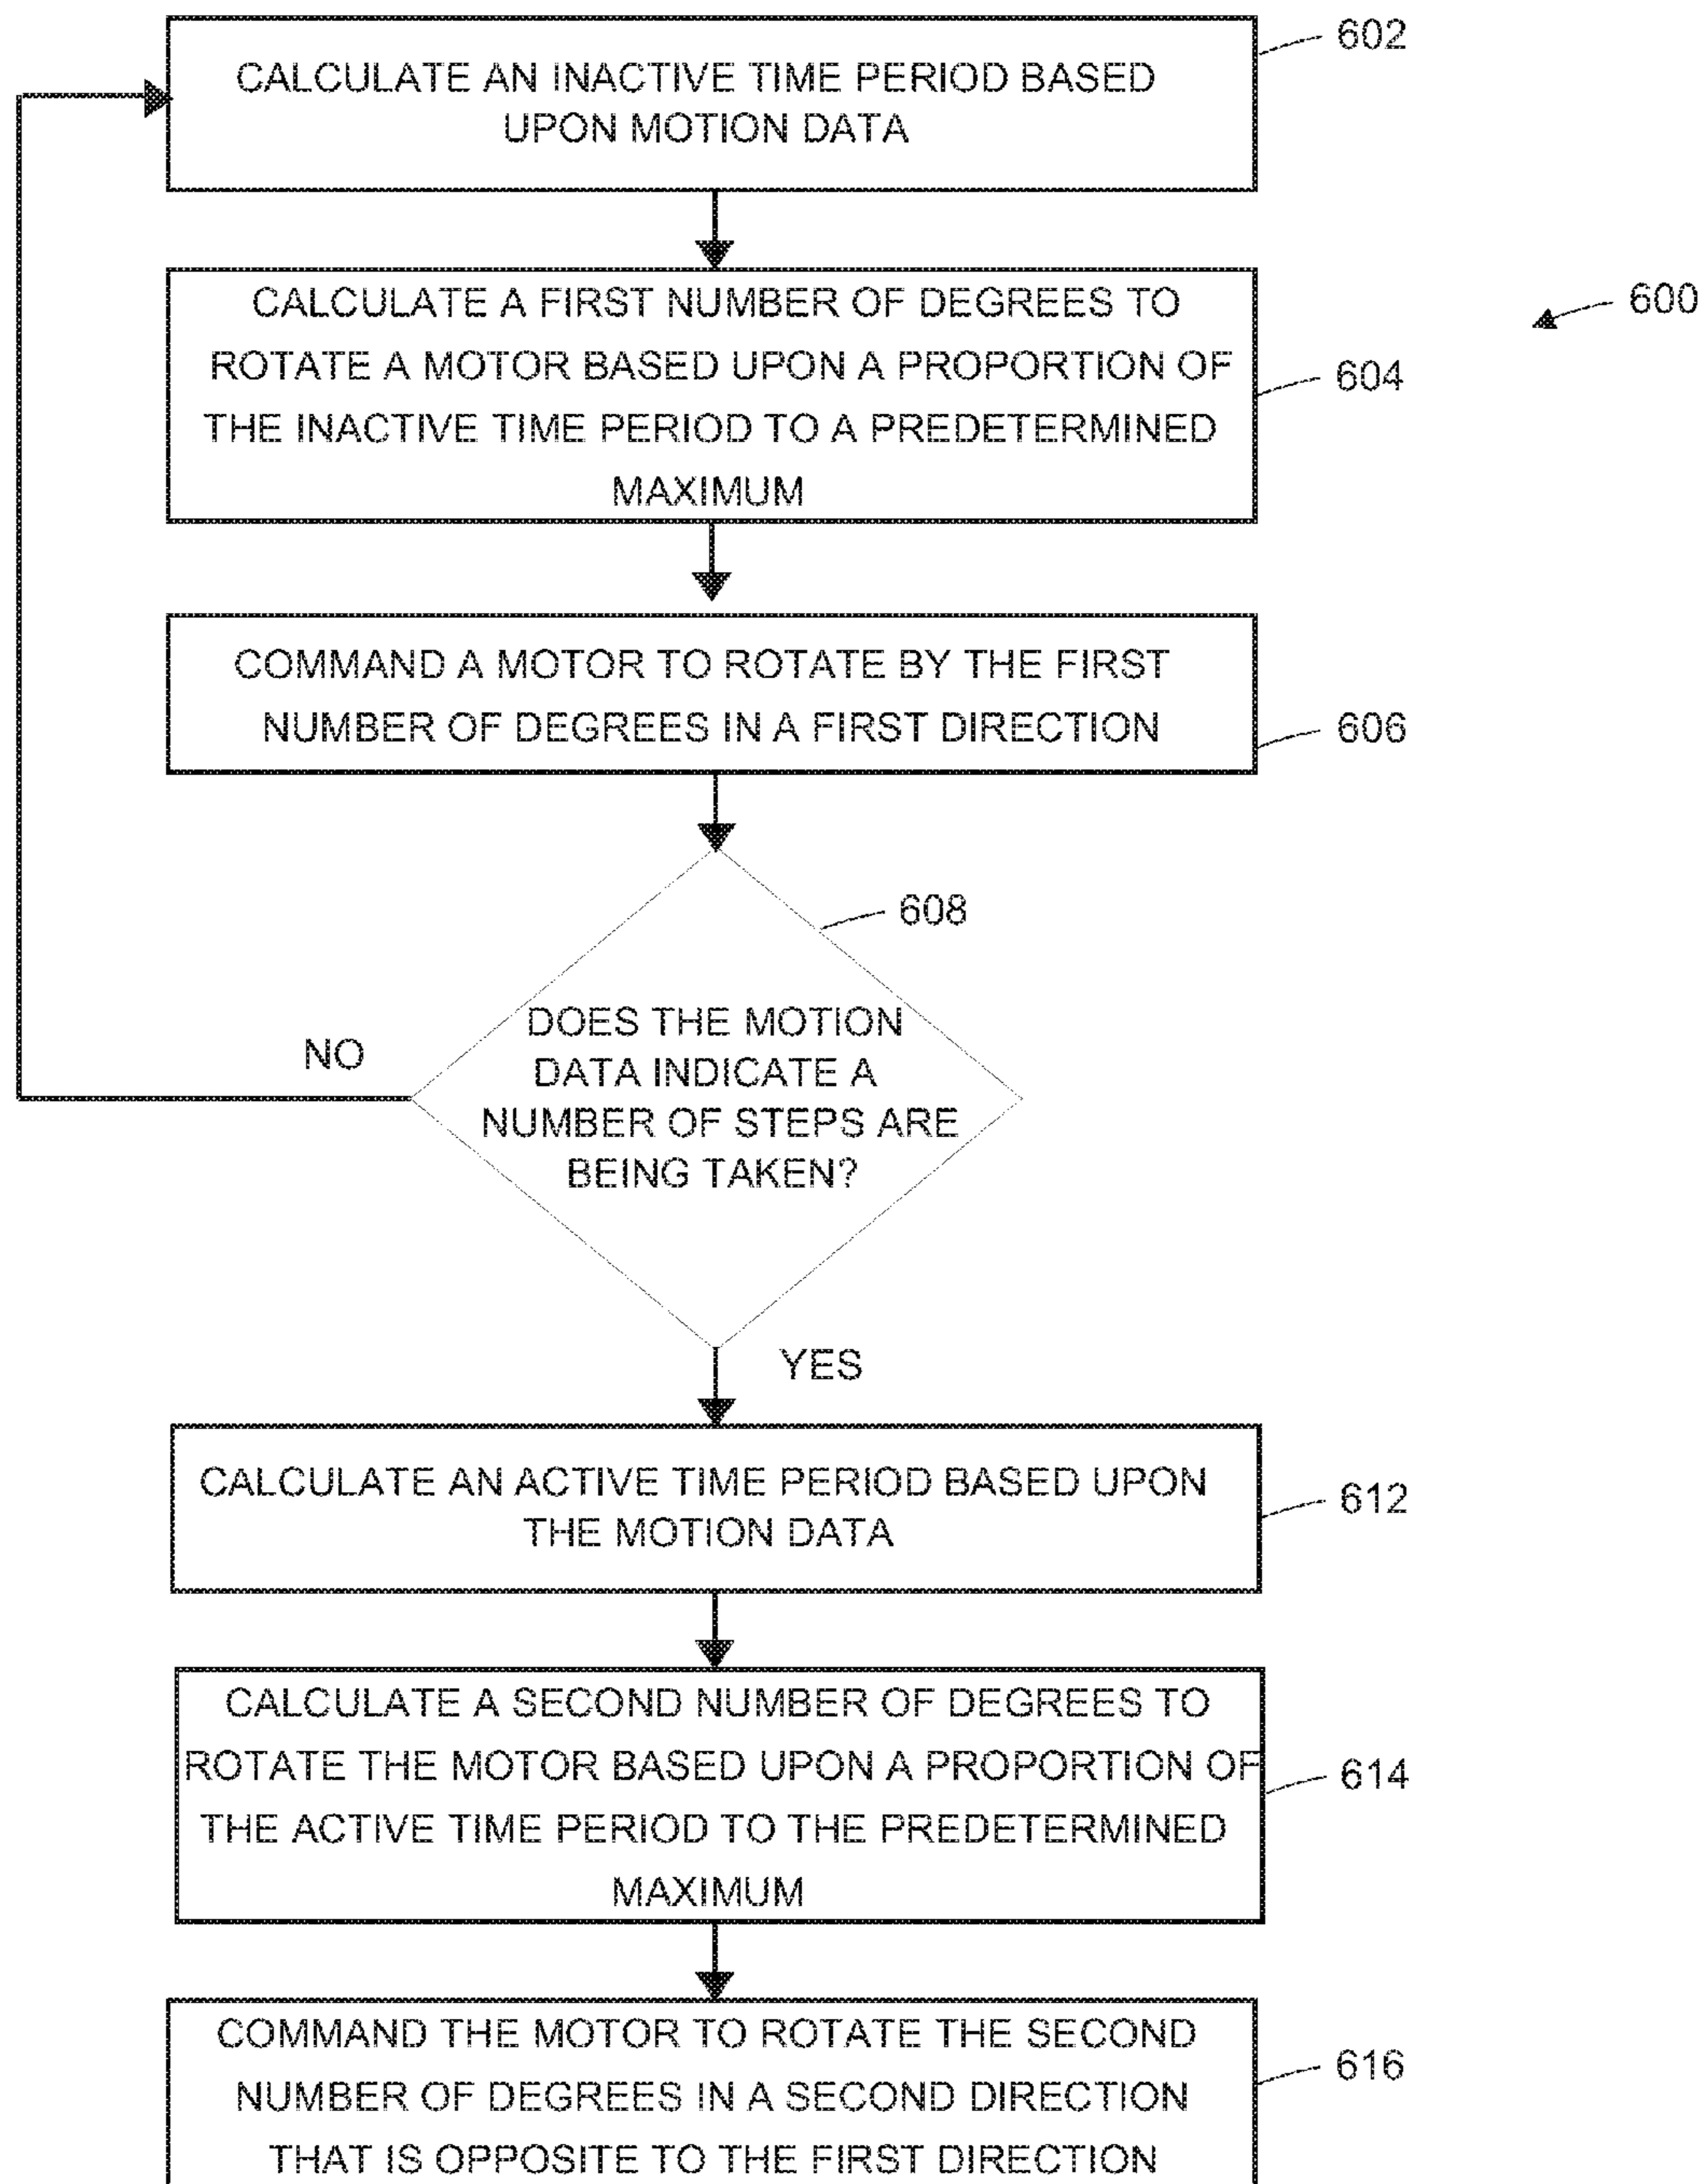 602
CALCULATE AN INACTIVE TIME PERIOD BASED
UPON MOTION DATA
600
CALCULATE A FIRST NUMBER OF DEGREES TO
ROTATE A MOTOR BASED UPON A PROPORTION OF
THE INACTIVE TIME PERIOD TO A PREDETERMINED
MAXIMUM
604
COMMAND A MOTOR TO ROTATE BY THE FIRST
NUMBER OF DEGREES IN A FIRST DIRECTION
606
608
DOES THE MOTION
DATA INDICATE A
NUMBER OF STEPS ARE
BEING TAKEN?
NO
YES
CALCULATE AN ACTIVE TIME PERIOD BASED UPON
THE MOTION DATA
612
CALCULATE A SECOND NUMBER OF DEGREES TO
ROTATE THE MOTOR BASED UPON A PROPORTION OF
THE ACTIVE TIME PERIOD TO THE PREDETERMINED
MAXIMUM
614
COMMAND THE MOTOR TO ROTATE THE SECOND
NUMBER OF DEGREES IN A SECOND DIRECTION
THAT IS OPPOSITE TO THE FIRST DIRECTION
616